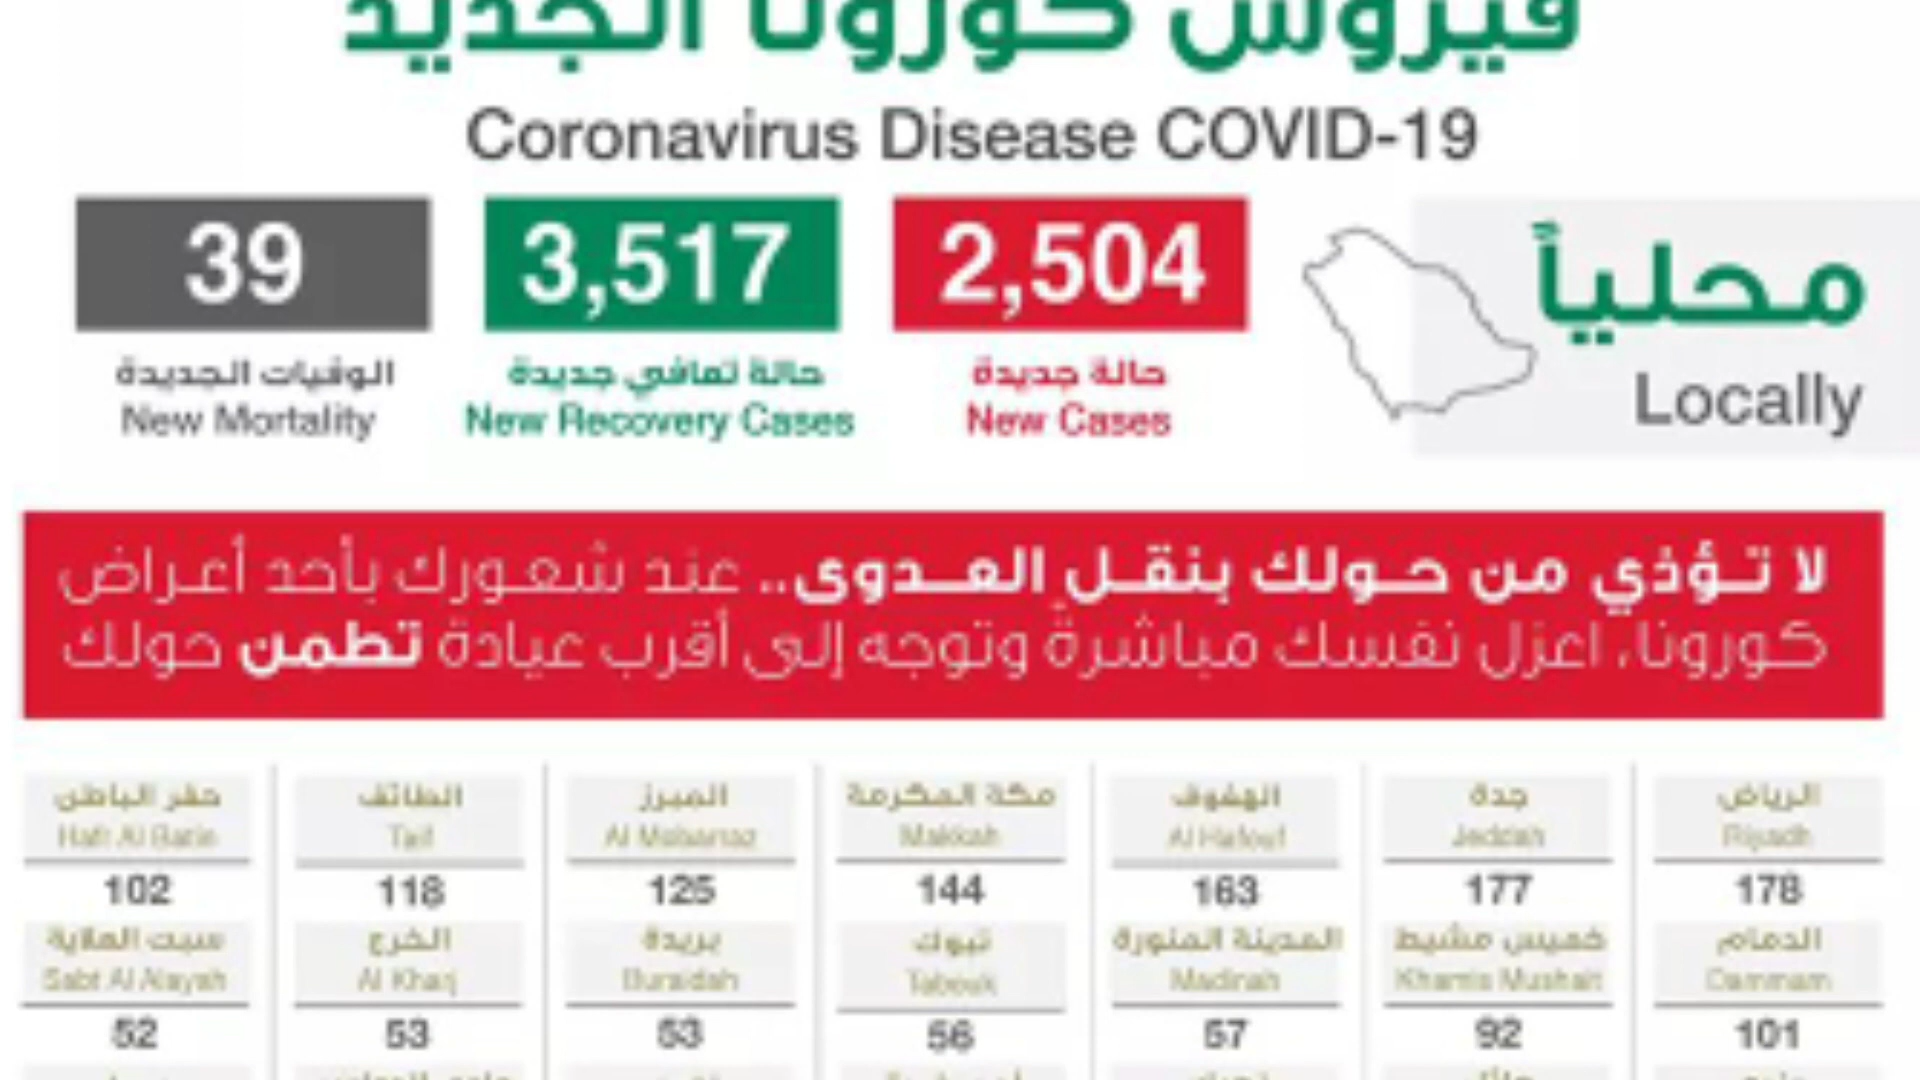 فيروس كورونا الجديد
Coronavirus Disease COVID-19
محلياً
Locally
2,504
حالة جديدة
New Cases
3,517
حالة تعافي جديدة
New Recovery Cases
39
الوفيات الجديدة
New Mortality
لا تـؤذي من حـولك بنقـل العـدوى.. عند شعـورك بأحد أعـراض
كـورونا، اعزل نفسك مباشرةً وتوجه إلى أقرب عيادة تطمن حولك
الرياض
Riyadh
178
جدة
Jeddah
177
الهفوف
Al Hafouf
163
مكة المكرمة
Makkah
144
المبرز
Al Mobarraz
125
الطائف
Taif
118
حفر الباطن
Hafr Al Batin
102
الدمام
Dammam
101
خميس مشيط
Khamis Mushait
92
المدينة المنورة
Madinah
57
تبوك
Tabouk
56
بريدة
Buraidah
53
الخرج
Al Kharj
53
سبت العلاية
Sabt Al Alayah
52